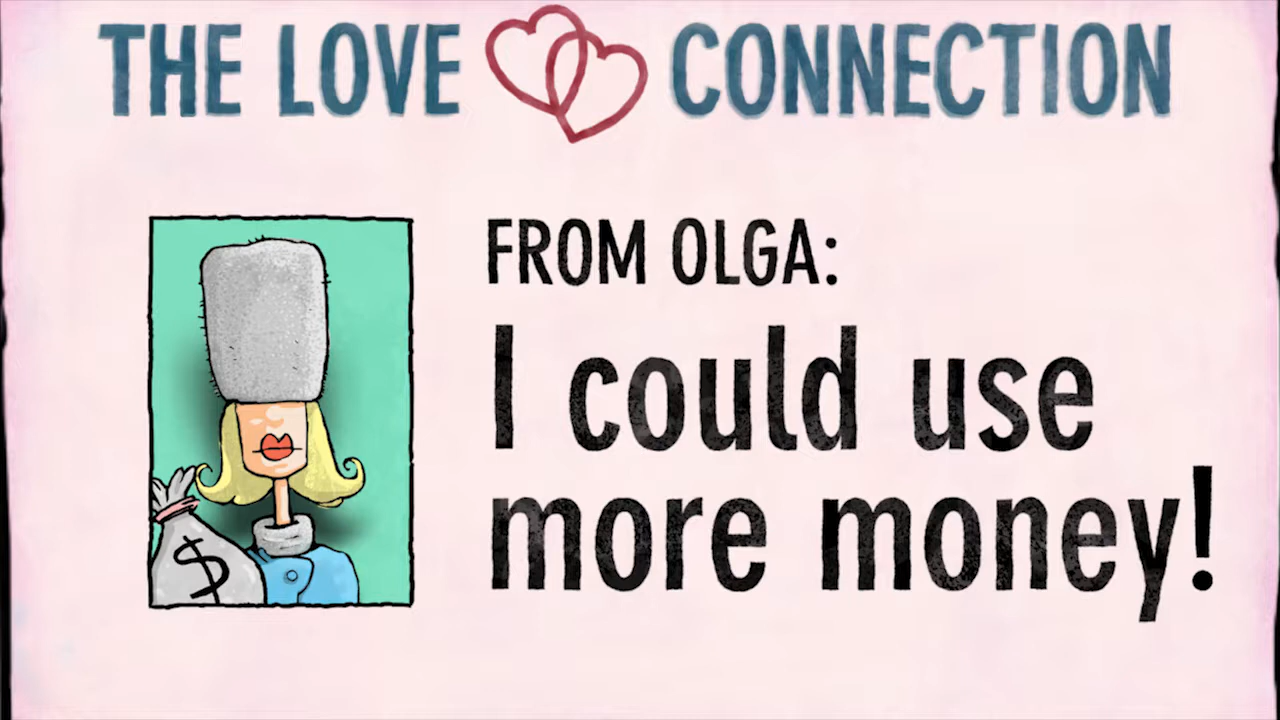 THE LOVE CONNECTION
FROM OLGA:
I could use
more money!
$